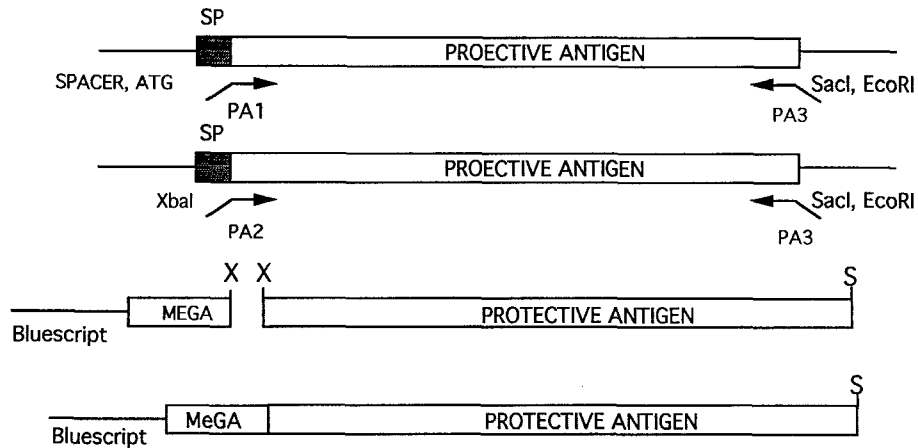 SP
PROECTIVE ANTIGEN
SPACER, ATG
PA1
PA3
SacI, EcoRI
SP
PROECTIVE ANTIGEN
XbaI
PA2
PA3
SacI, EcoRI
X X
S
MEGA
PROTECTIVE ANTIGEN
Bluescript
S
MeGA
PROTECTIVE ANTIGEN
Bluescript